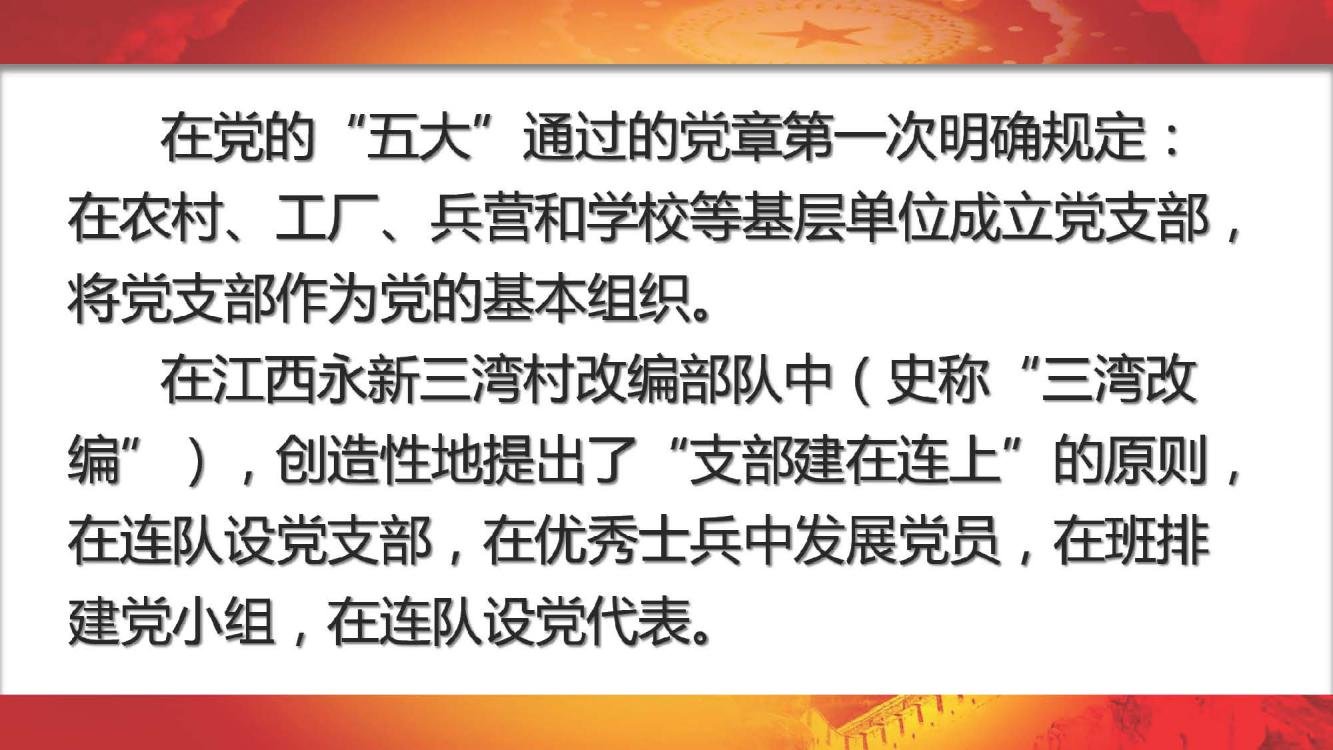 在党的“五大”通过的党章第一次明确规定：
在农村、工厂、兵营和学校等基层单位成立党支部，
将党支部作为党的基本组织。
在江西永新三湾村改编部队中（史称“三湾改
编”），创造性地提出了“支部建在连上”的原则，
在连队设党支部，在优秀士兵中发展党员，在班排
建党小组，在连队设党代表。